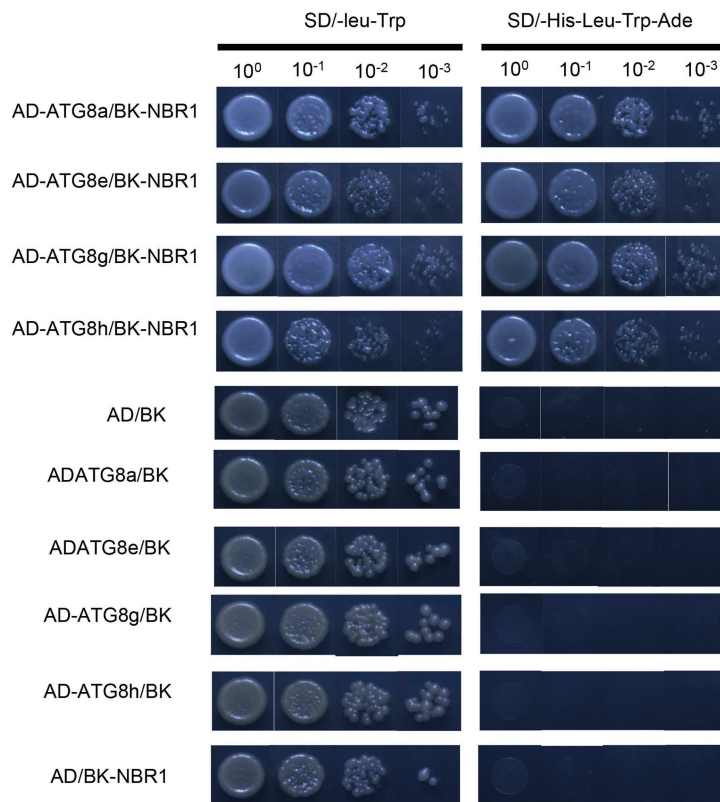 SD/-leu-Trp SD/-His-Leu-Trp-Ade
10⁰ 10⁻¹ 10⁻² 10⁻³ 10⁰ 10⁻¹ 10⁻² 10⁻³
AD-ATG8a/BK-NBR1
AD-ATG8e/BK-NBR1
AD-ATG8g/BK-NBR1
AD-ATG8h/BK-NBR1
AD/BK
ADATG8a/BK
ADATG8e/BK
AD-ATG8g/BK
AD-ATG8h/BK
AD/BK-NBR1